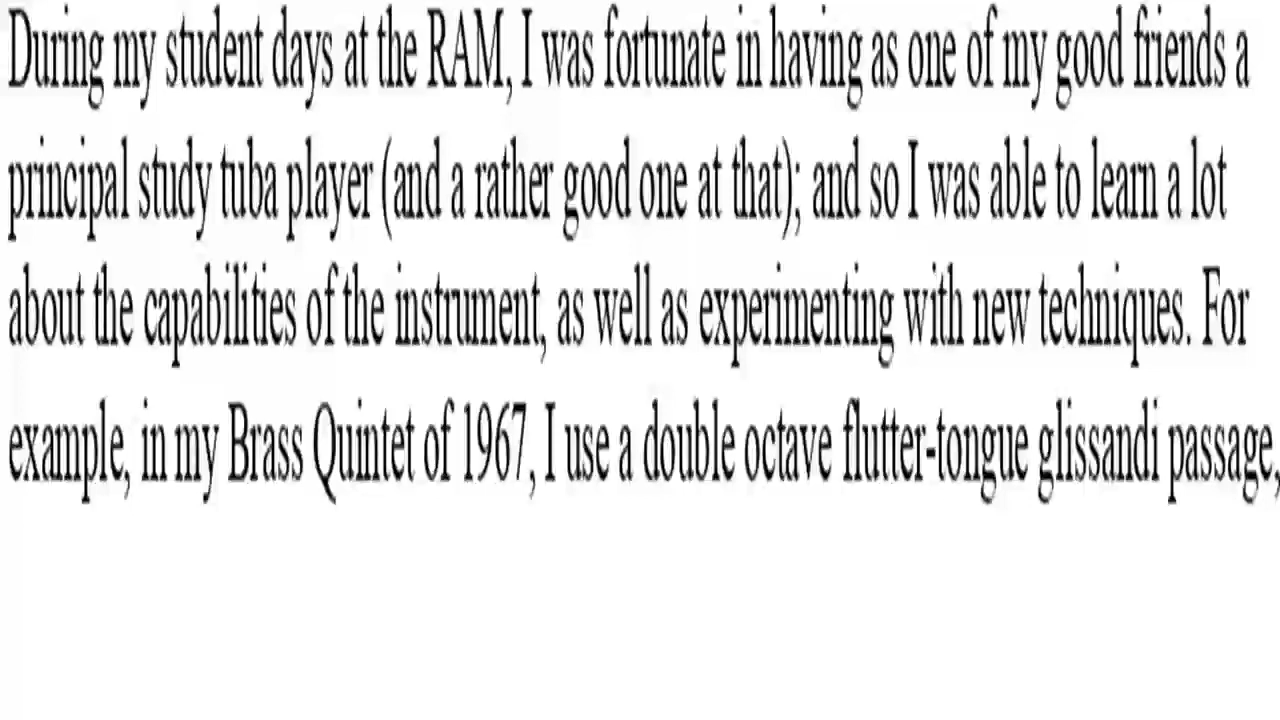 During my student days at the RAM, I was fortunate in having as one of my good friends a
principal study tuba player (and a rather good one at that); and so I was able to learn a lot
about the capabilities of the instrument, as well as experimenting with new techniques. For
example, in my Brass Quintet of 1967, I use a double octave flutter-tongue glissandi passage,